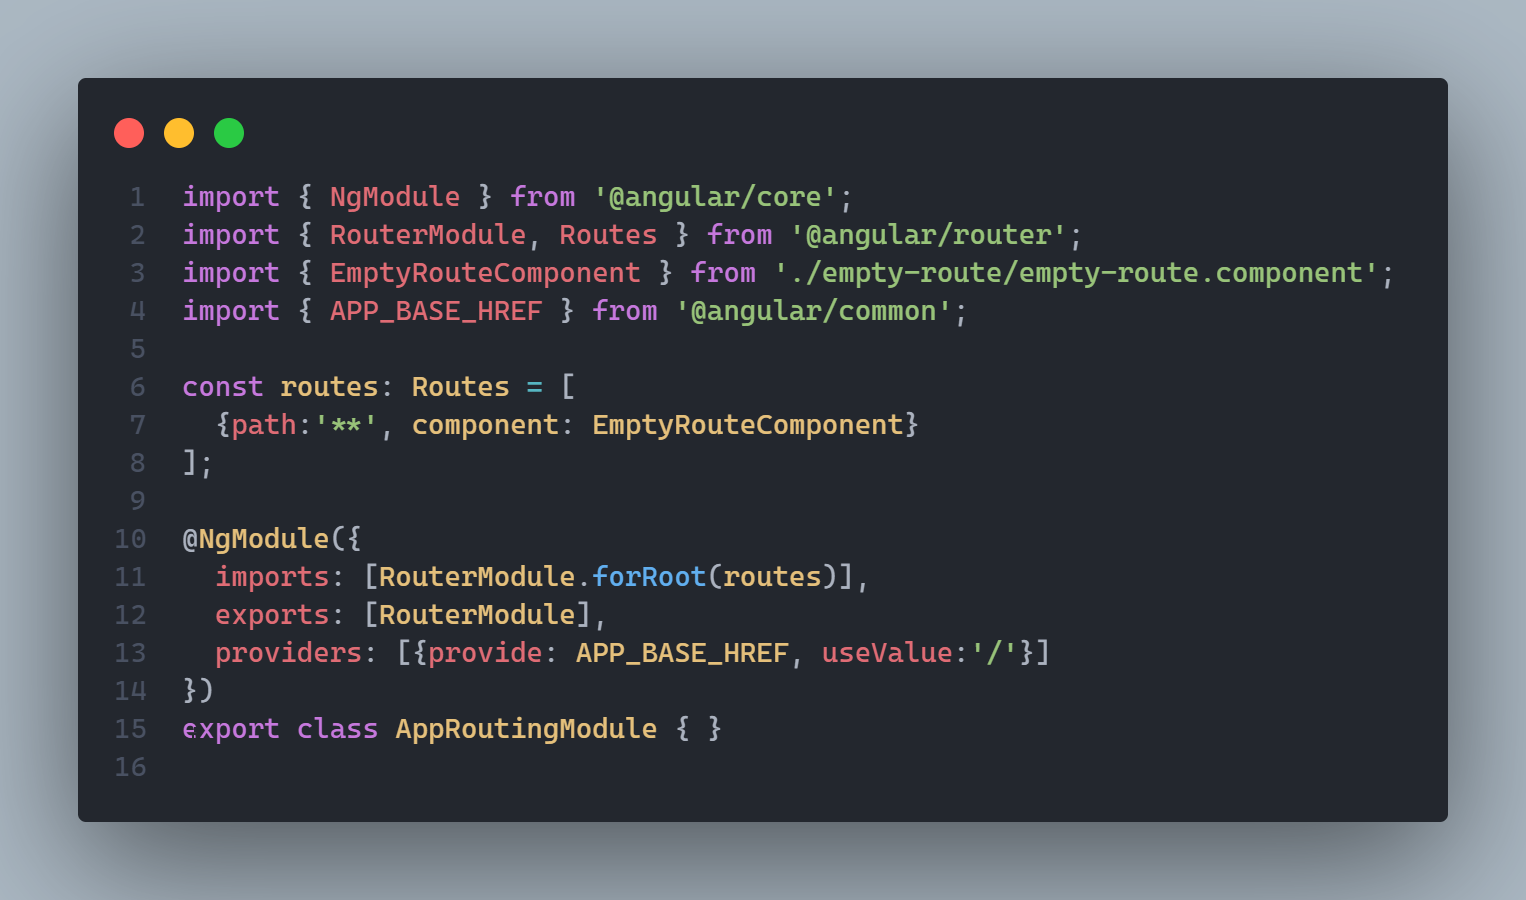 1 import { NgModule } from '@angular/core';
2 import { RouterModule, Routes } from '@angular/router';
3 import { EmptyRouteComponent } from './empty-route/empty-route.component';
4 import { APP_BASE_HREF } from '@angular/common';
5
6 const routes: Routes = [
7   {path:'**', component: EmptyRouteComponent}
8 ];
9
10 @NgModule({
11   imports: [RouterModule.forRoot(routes)],
12   exports: [RouterModule],
13   providers: [{provide: APP_BASE_HREF, useValue:'/'}]
14 })
15 export class AppRoutingModule { }
16